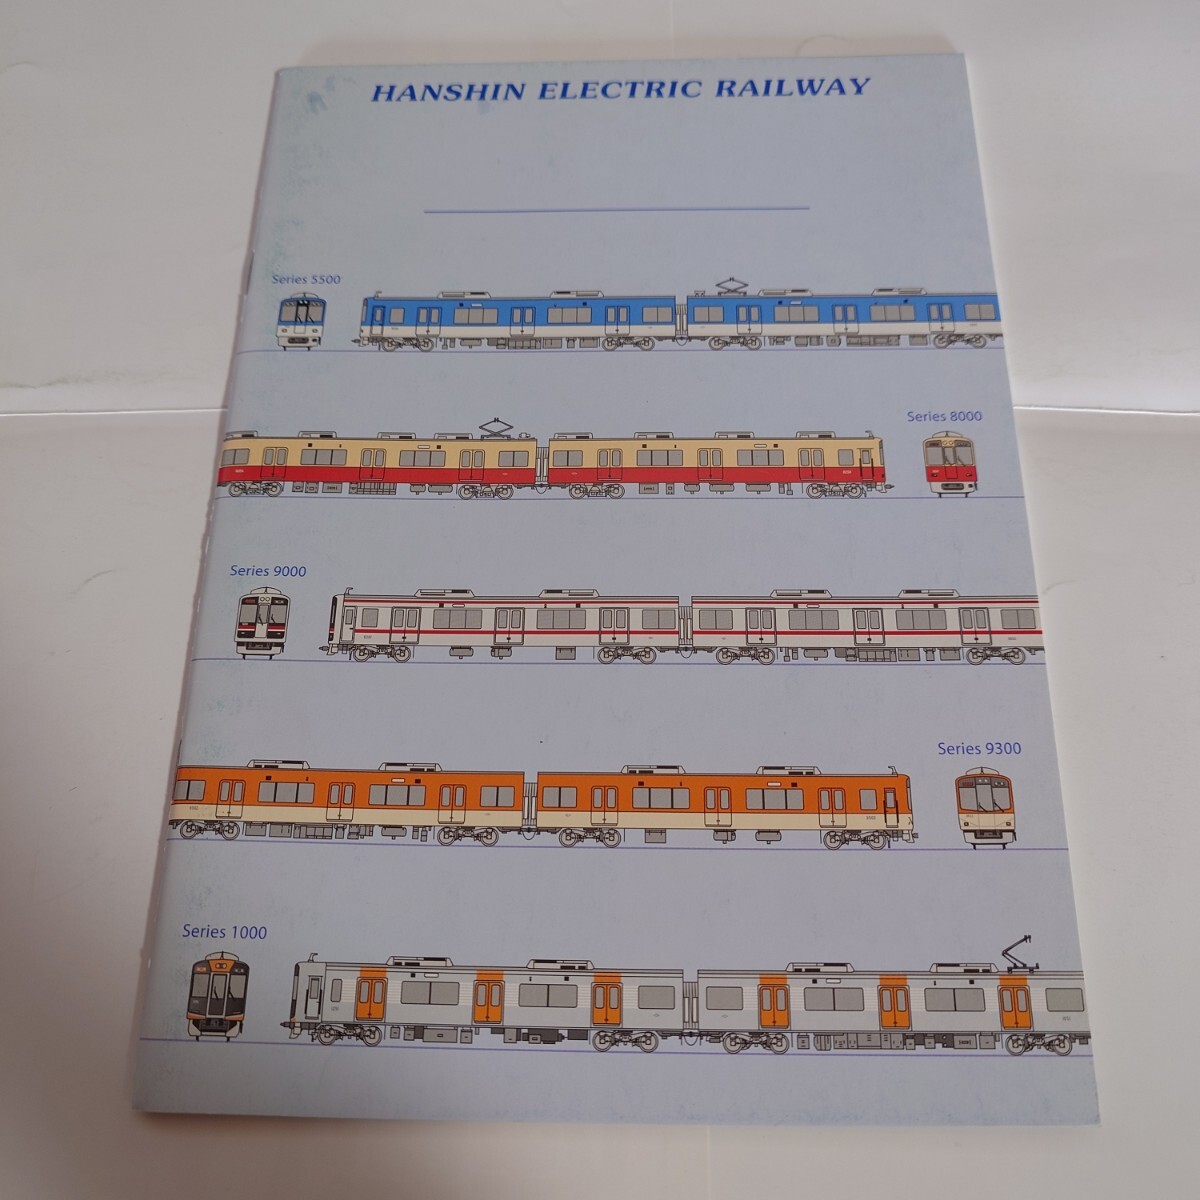 HANSHIN ELECTRIC RAILWAY
Series 5500
Series 8000
Series 9000
Series 9300
Series 1000